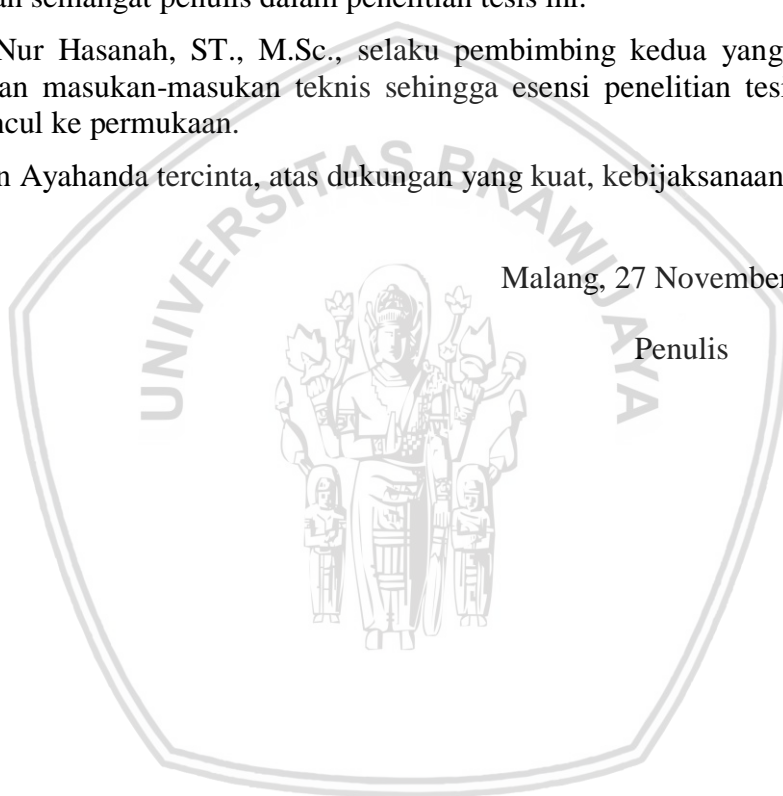 an semangat penulis dalam penelitian tesis ini.
Nur Hasanah, ST., M.Sc., selaku pembimbing kedua yang
an masukan-masukan teknis sehingga esensi penelitian tesi
ncul ke permukaan.
n Ayahanda tercinta, atas dukungan yang kuat, kebijaksanaan
Malang, 27 November
Penulis
UNIVERSITAS BRAWIJAYA